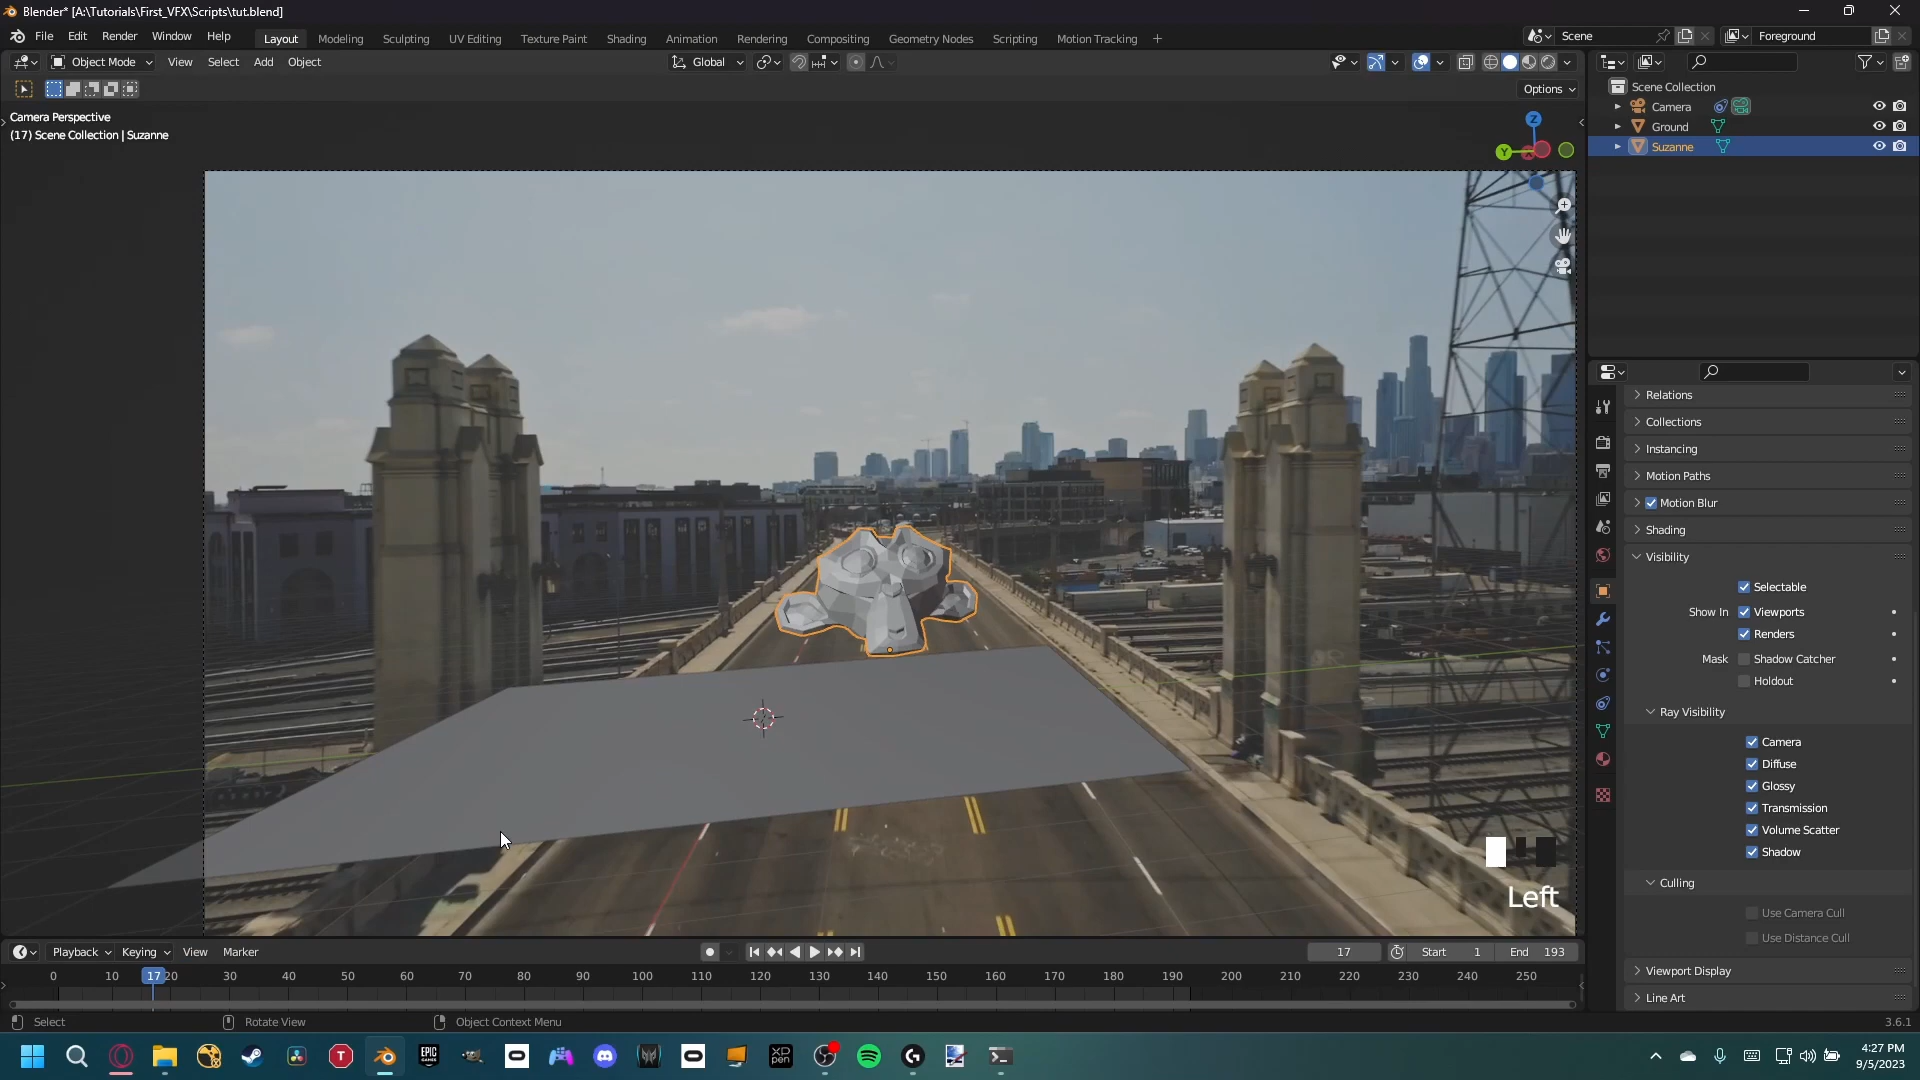 Blender* [A:\Tutorials\First_VFX\Scripts\tut.blend]
File Edit Render Window Help Layout Modeling Sculpting UV Editing Texture Paint Shading Animation Rendering Compositing Geometry Nodes Scripting Motion Tracking + Scene Foreground
Object Mode View Select Add Object Global
Options
Camera Perspective
(17) Scene Collection | Suzanne
Z
Y
Scene Collection
Camera
Ground
Suzanne
Relations
Collections
Instancing
Motion Paths
Motion Blur
Shading
Visibility
Selectable
Show In Viewports
Renders
Mask Shadow Catcher
Holdout
Ray Visibility
Camera
Diffuse
Glossy
Transmission
Volume Scatter
Shadow
Culling
Use Camera Cull
Use Distance Cull
Viewport Display
Line Art
Left
Playback Keying View Marker 17 Start 1 End 193
0 10 17 20 30 40 50 60 70 80 90 100 110 120 130 140 150 160 170 180 190 200 210 220 230 240 250
Select Rotate View Object Context Menu 3.6.1
T
EPIC GAMES
XP PEN
4:27 PM
9/5/2023